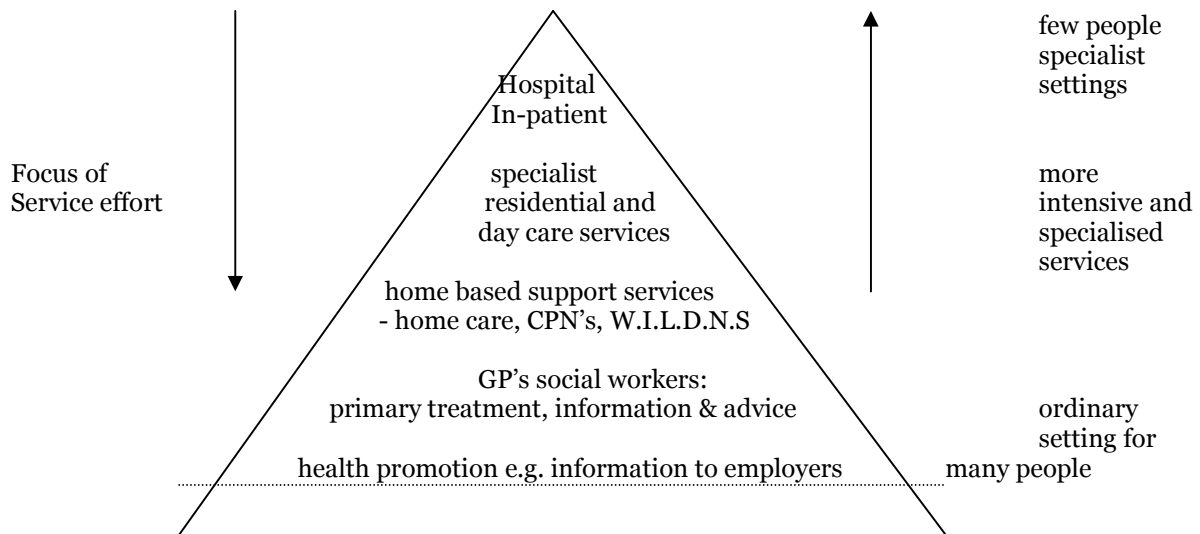 few people
specialist
settings
Hospital
In-patient
Focus of
Service effort
specialist
residential and
day care services
more
intensive and
specialised
services
home based support services
- home care, CPN’s, W.I.L.D.N.S
GP’s social workers:
primary treatment, information & advice
ordinary
setting for
many people
health promotion e.g. information to employers